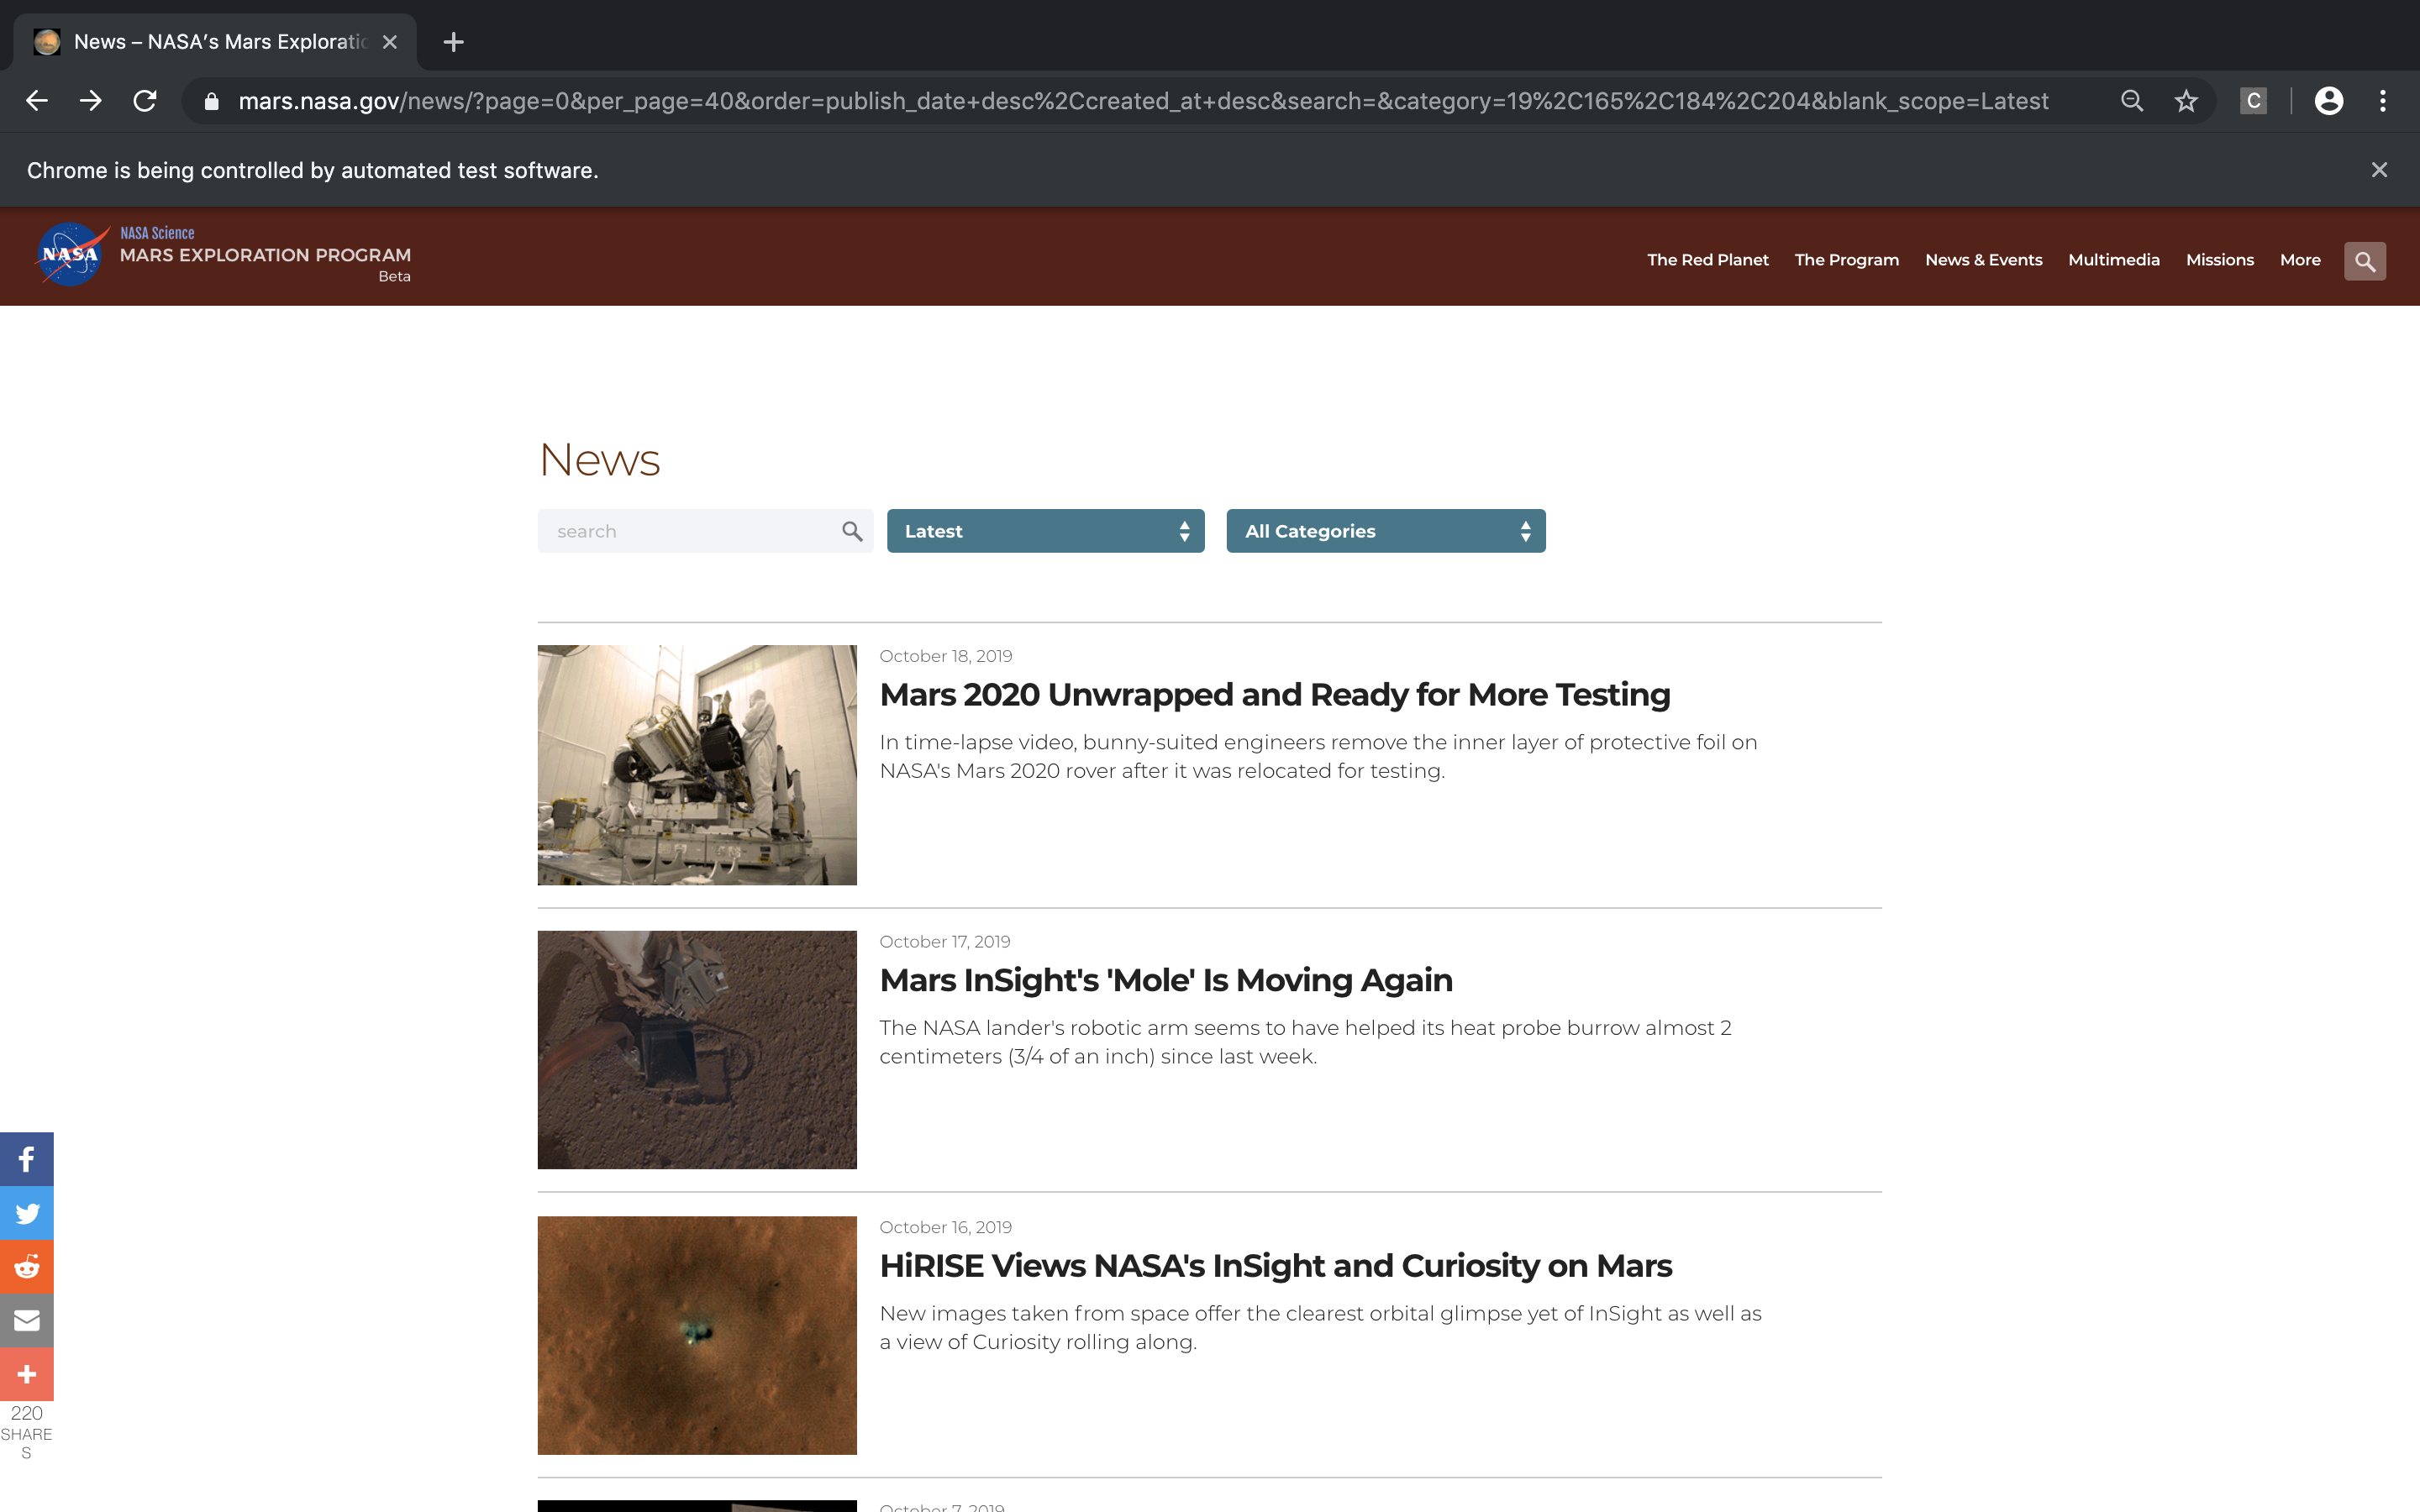 News – NASA's Mars Exploratio
mars.nasa.gov/news/?page=0&per_page=40&order=publish_date+desc%2Ccreated_at+desc&search=&category=19%2C165%2C184%2C204&blank_scope=Latest
C
Chrome is being controlled by automated test software.
NASA
NASA Science
MARS EXPLORATION PROGRAM
Beta
The Red Planet The Program News & Events Multimedia Missions More
News
search Latest All Categories
October 18, 2019
Mars 2020 Unwrapped and Ready for More Testing
In time-lapse video, bunny-suited engineers remove the inner layer of protective foil on
NASA's Mars 2020 rover after it was relocated for testing.
October 17, 2019
Mars InSight's 'Mole' Is Moving Again
The NASA lander's robotic arm seems to have helped its heat probe burrow almost 2
centimeters (3/4 of an inch) since last week.
October 16, 2019
HiRISE Views NASA's InSight and Curiosity on Mars
New images taken from space offer the clearest orbital glimpse yet of InSight as well as
a view of Curiosity rolling along.
220
SHARE
S
October 7, 2019